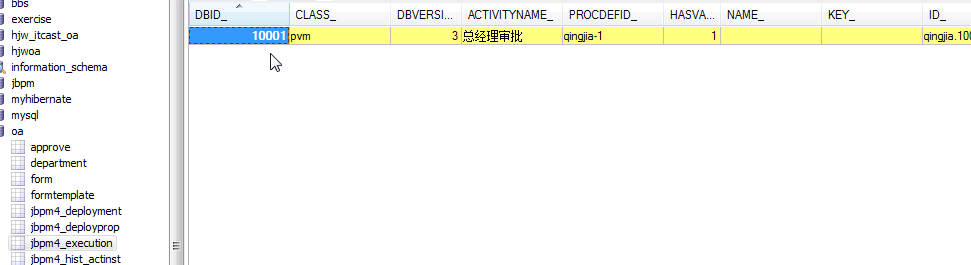 bbs
exercise
hjw_itcast_oa
hjwoa
information_schema
jbpm
myhibernate
mysql
oa
approve
department
form
formtemplate
jbpm4_deployment
jbpm4_deployprop
jbpm4_execution
jbpm4_hist_actinst
DBID_ CLASS_ DBVERSI... ACTIVITYNAME_ PROCDEFID_ HASVA... NAME_ KEY_ ID_
10001 pvm 3 总经理审批 qingjia-1 1 qingjia.100